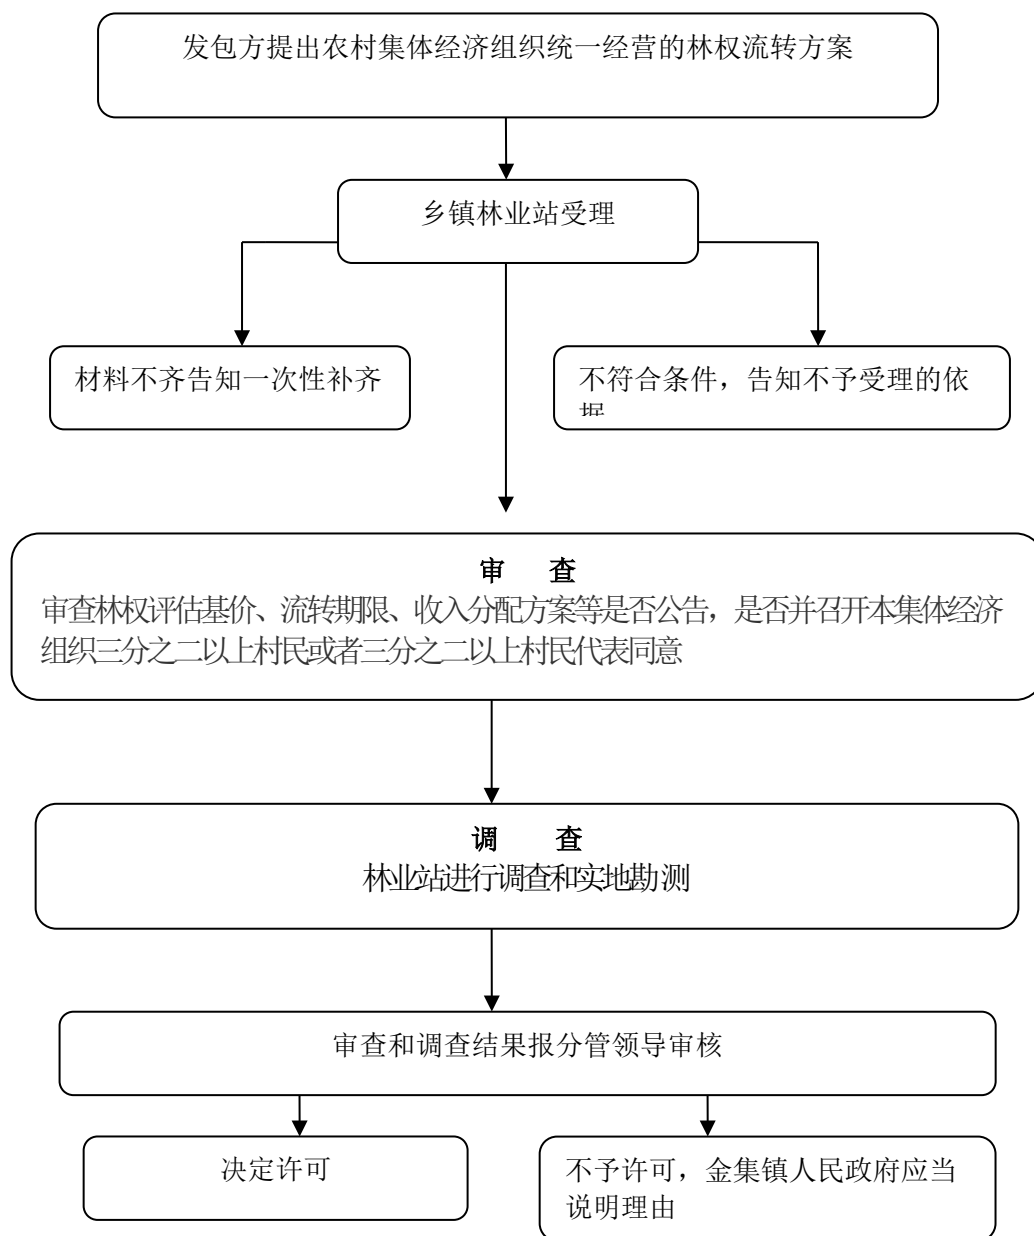 发包方提出农村集体经济组织统一经营的林权流转方案
乡镇林业站受理
材料不齐告知一次性补齐
不符合条件，告知不予受理的依
据
审 查
审查林权评估基价、流转期限、收入分配方案等是否公告，是否并召开本集体经济
组织三分之二以上村民或者三分之二以上村民代表同意
调 查
林业站进行调查和实地勘测
审查和调查结果报分管领导审核
决定许可
不予许可，金集镇人民政府应当
说明理由